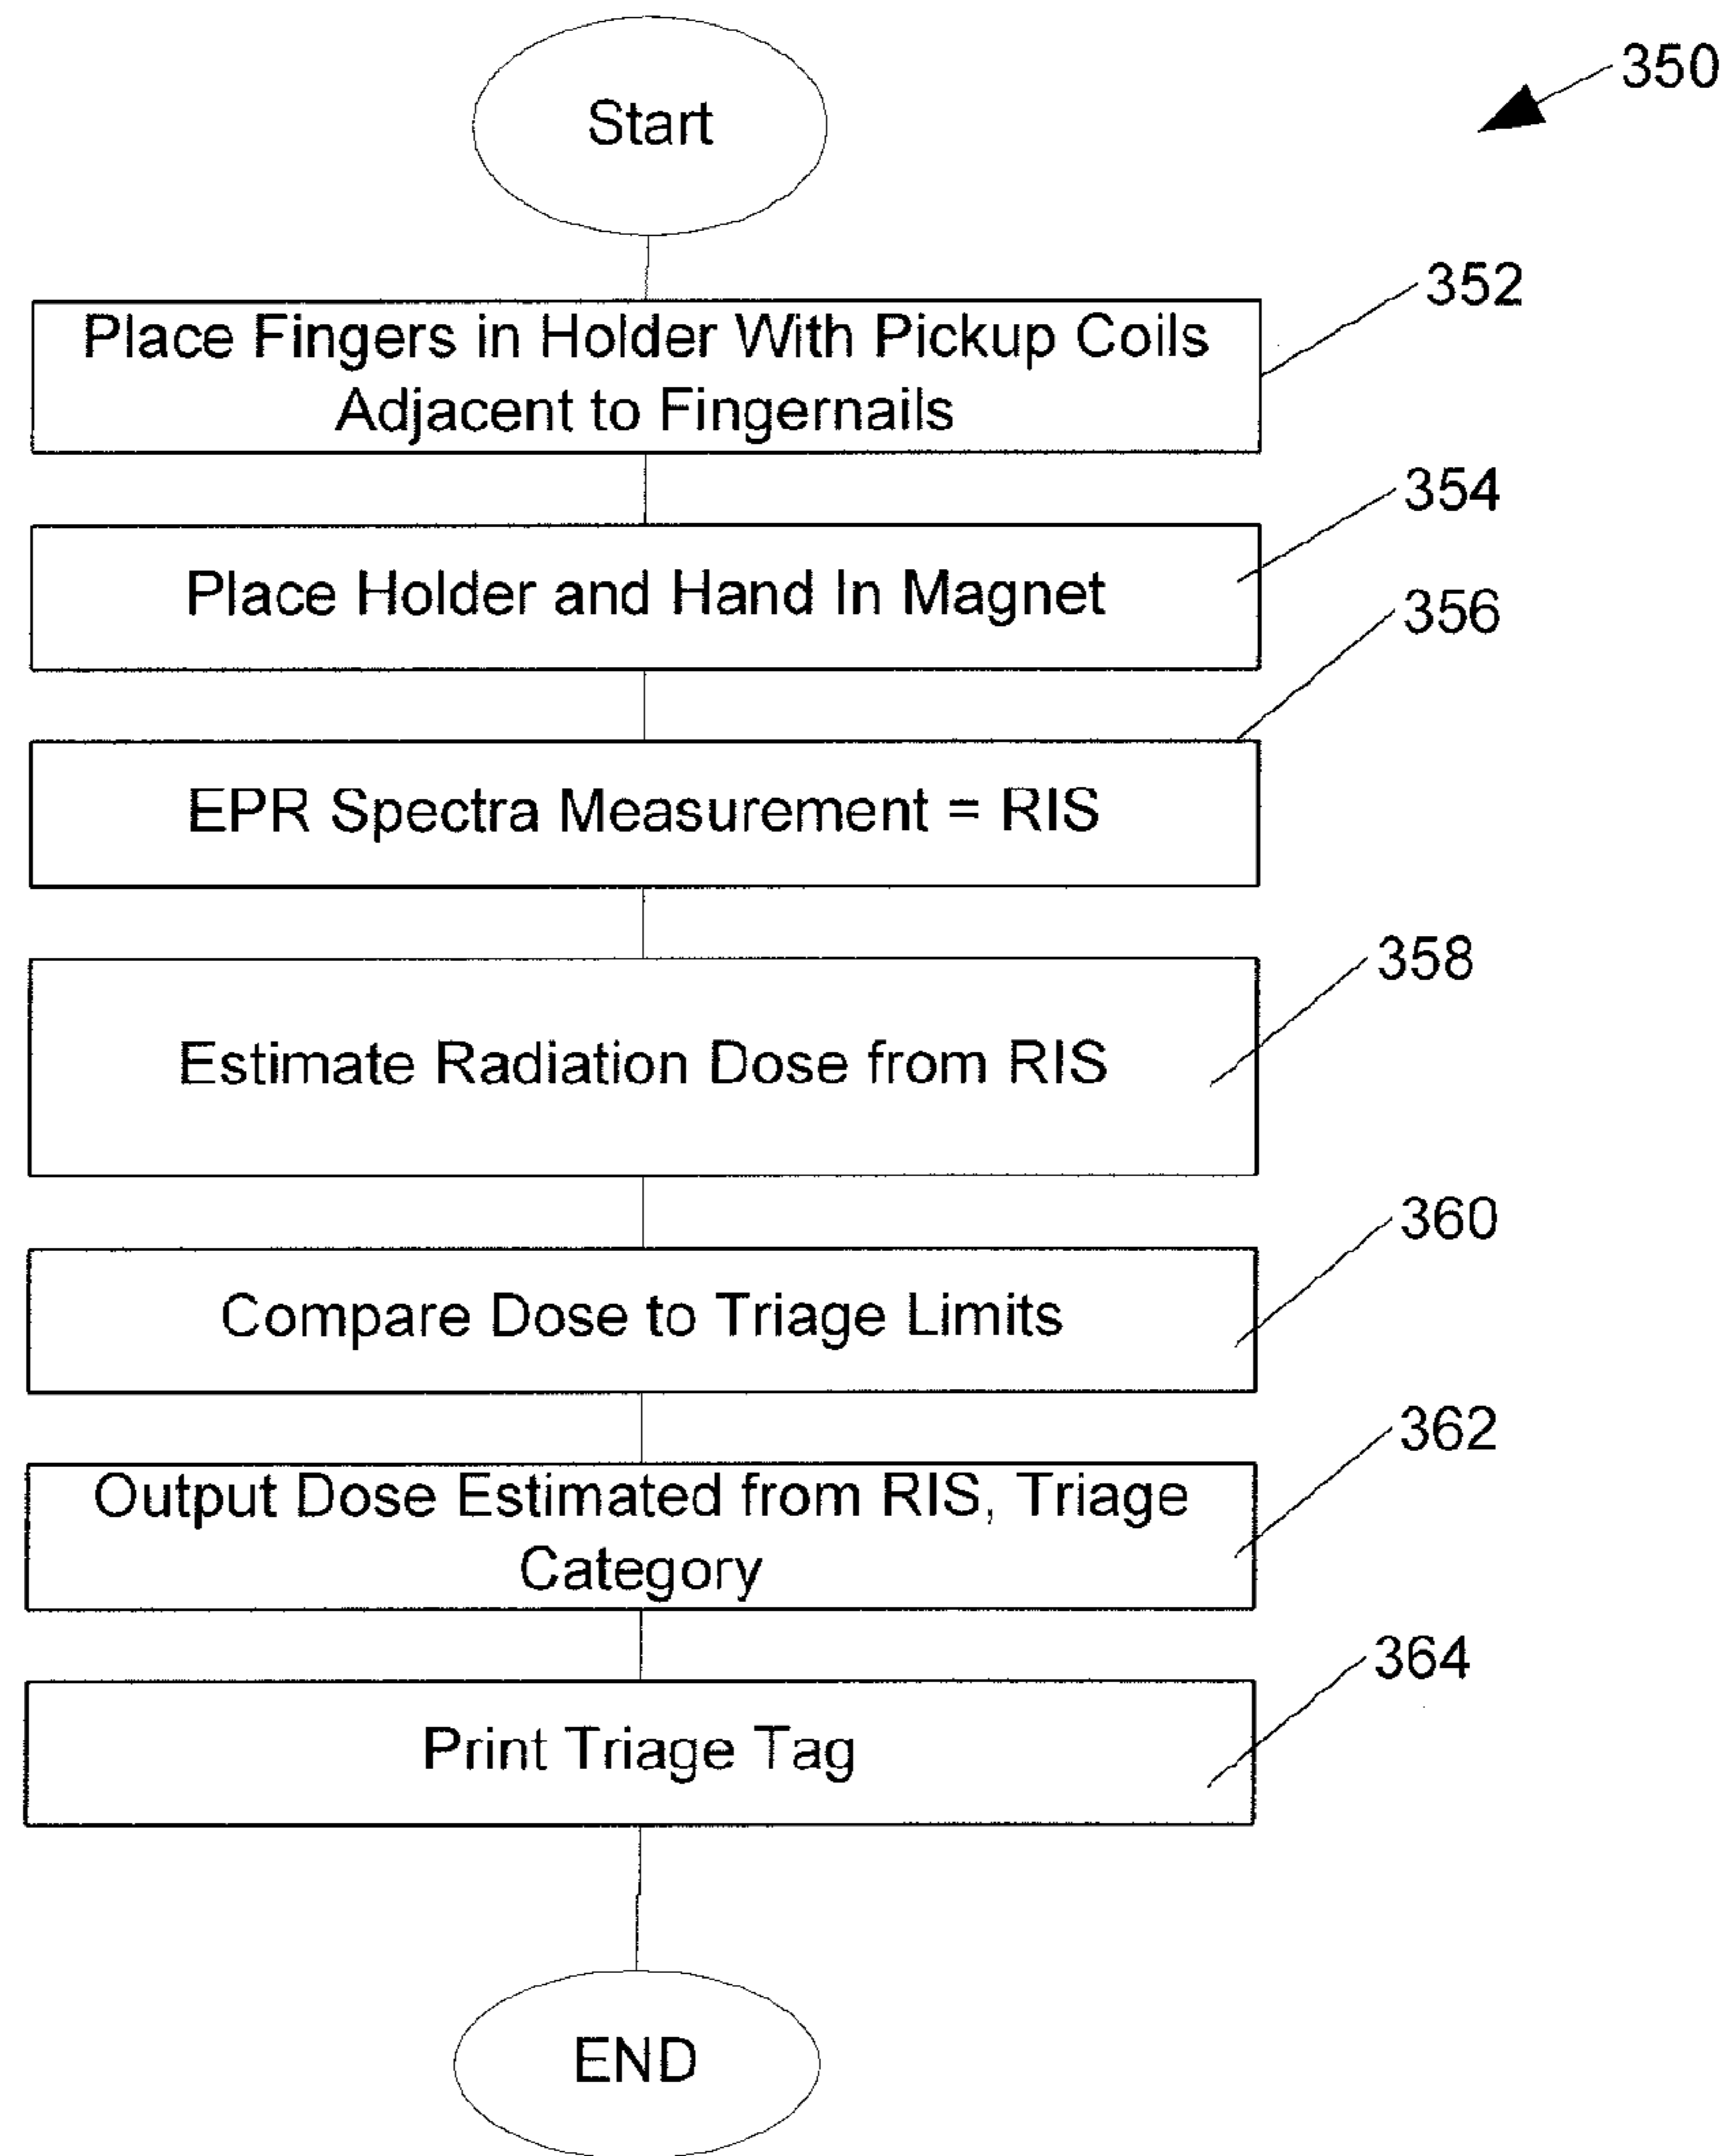 Start
350
Place Fingers in Holder With Pickup Coils
Adjacent to Fingernails
352
Place Holder and Hand In Magnet
354
EPR Spectra Measurement = RIS
356
Estimate Radiation Dose from RIS
358
Compare Dose to Triage Limits
360
Output Dose Estimated from RIS, Triage
Category
362
Print Triage Tag
364
END